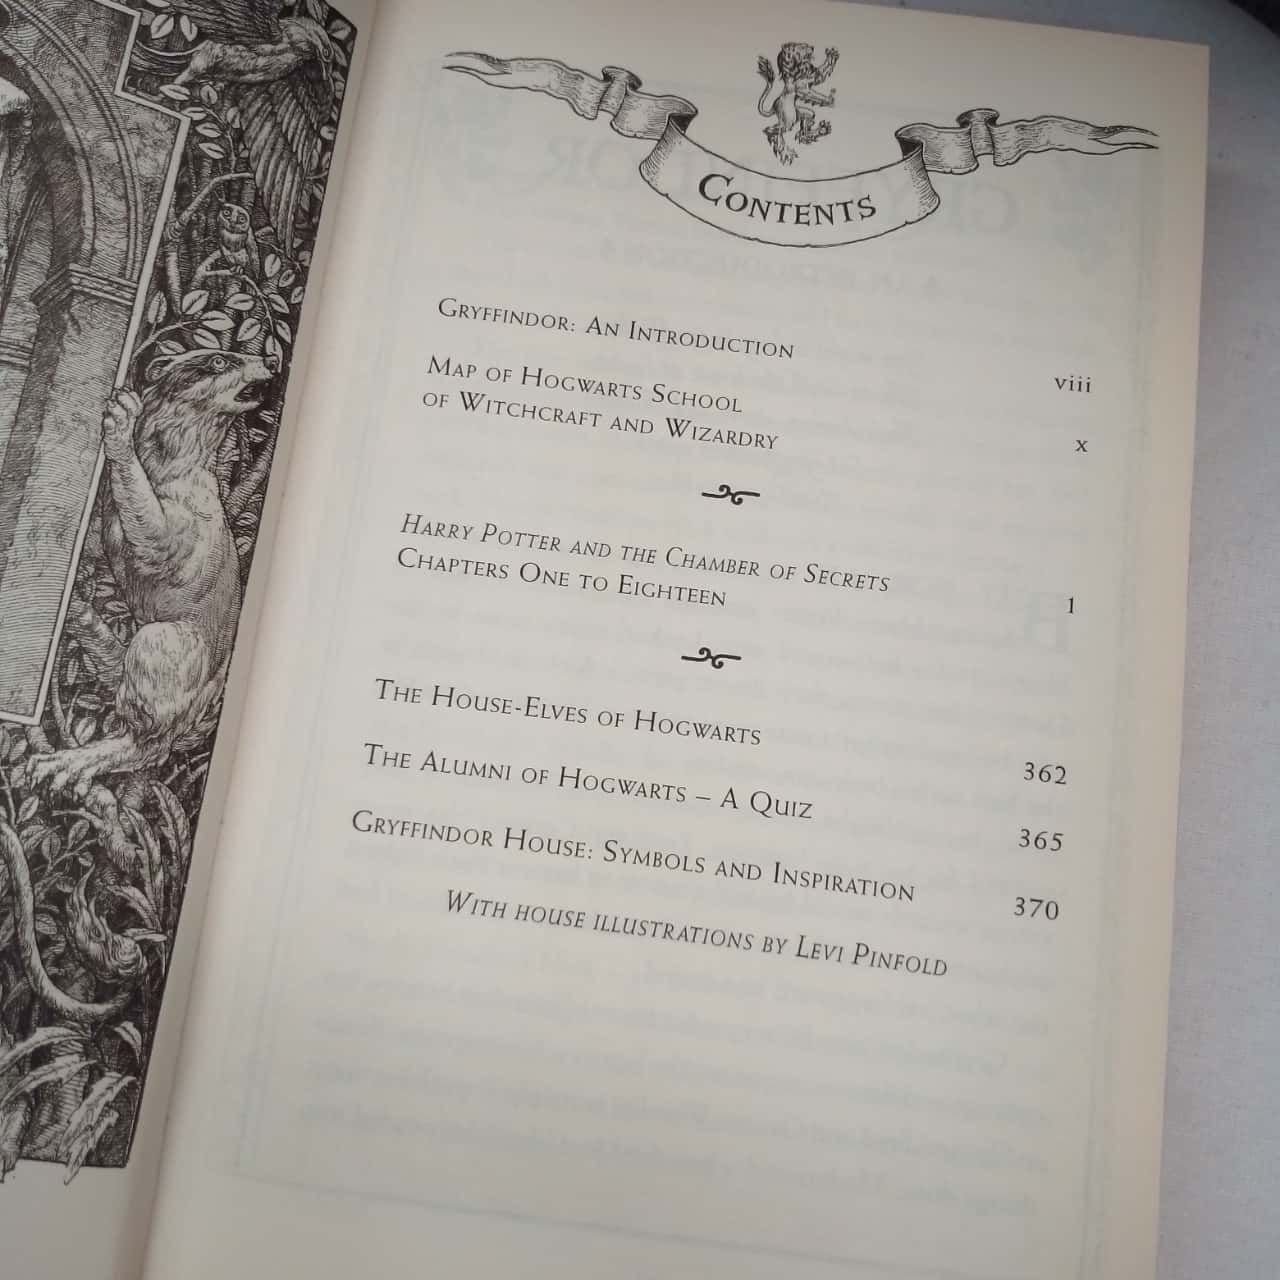 CONTENTS
GRYFFINDOR: AN INTRODUCTION viii
MAP OF HOGWARTS SCHOOL
OF WITCHCRAFT AND WIZARDRY x
HARRY POTTER AND THE CHAMBER OF SECRETS
CHAPTERS ONE TO EIGHTEEN 1
THE HOUSE-ELVES OF HOGWARTS 362
THE ALUMNI OF HOGWARTS – A QUIZ 365
GRYFFINDOR HOUSE: SYMBOLS AND INSPIRATION 370
WITH HOUSE ILLUSTRATIONS BY LEVI PINFOLD